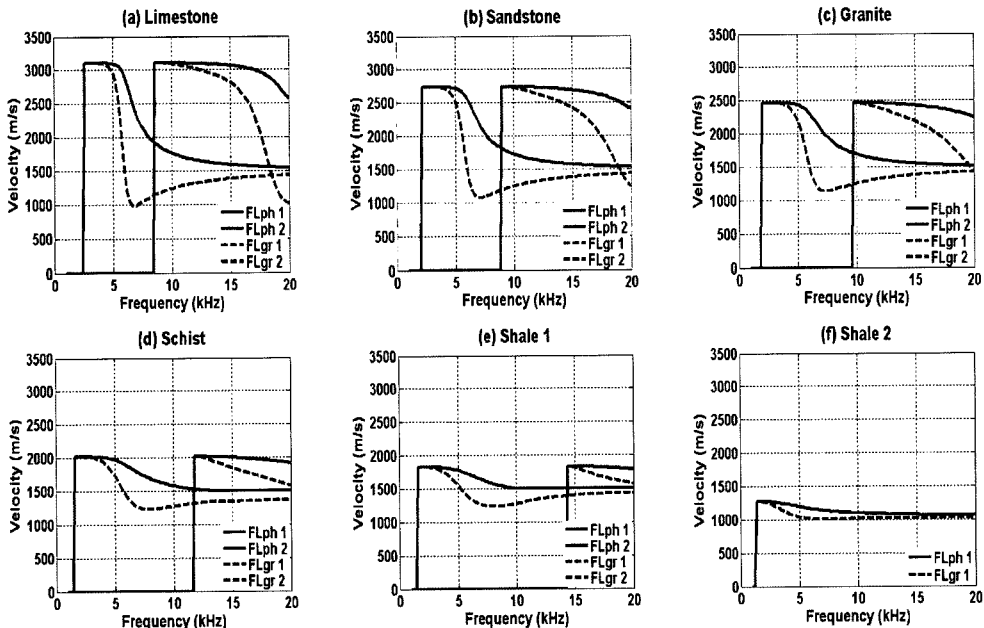 (a) Limestone
Velocity (m/s)
3500
3000
2500
2000
1500
1000
500
0
FLph 1
FLph 2
FLgr 1
FLgr 2
0 5 10 15 20
Frequency (kHz)
(b) Sandstone
Velocity (m/s)
3500
3000
2500
2000
1500
1000
500
0
FLph 1
FLph 2
FLgr 1
FLgr 2
0 5 10 15 20
Frequency (kHz)
(c) Granite
Velocity (m/s)
3500
3000
2500
2000
1500
1000
500
0
FLph 1
FLph 2
FLgr 1
FLgr 2
0 5 10 15 20
Frequency (kHz)
(d) Schist
Velocity (m/s)
3500
3000
2500
2000
1500
1000
500
0
FLph 1
FLph 2
FLgr 1
FLgr 2
0 5 10 15 20
Frequency (kHz)
(e) Shale 1
Velocity (m/s)
3500
3000
2500
2000
1500
1000
500
0
FLph 1
FLph 2
FLgr 1
FLgr 2
0 5 10 15 20
Frequency (kHz)
(f) Shale 2
Velocity (m/s)
3500
3000
2500
2000
1500
1000
500
0
FLph 1
FLgr 1
0 5 10 15 20
Frequency (kHz)